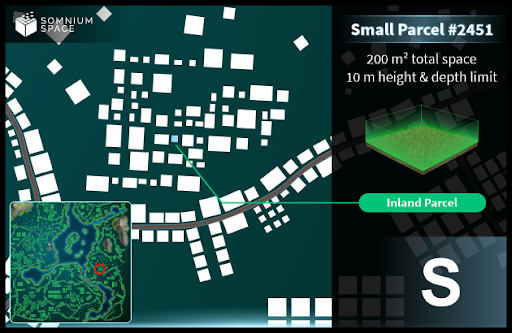 SOMNIUM
SPACE
Small Parcel #2451
200 m² total space
10 m height & depth limit
Inland Parcel
S